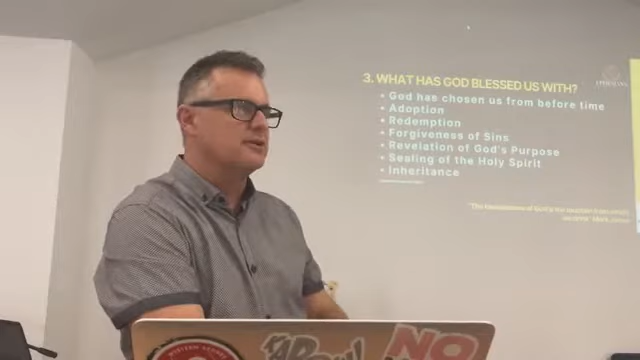 3. WHAT HAS GOD BLESSED US WITH?
• God has chosen us from before time
• Adoption
• Redemption
• Forgiveness of Sins
• Revelation of God's Purpose
• Sealing of the Holy Spirit
• Inheritance
NO